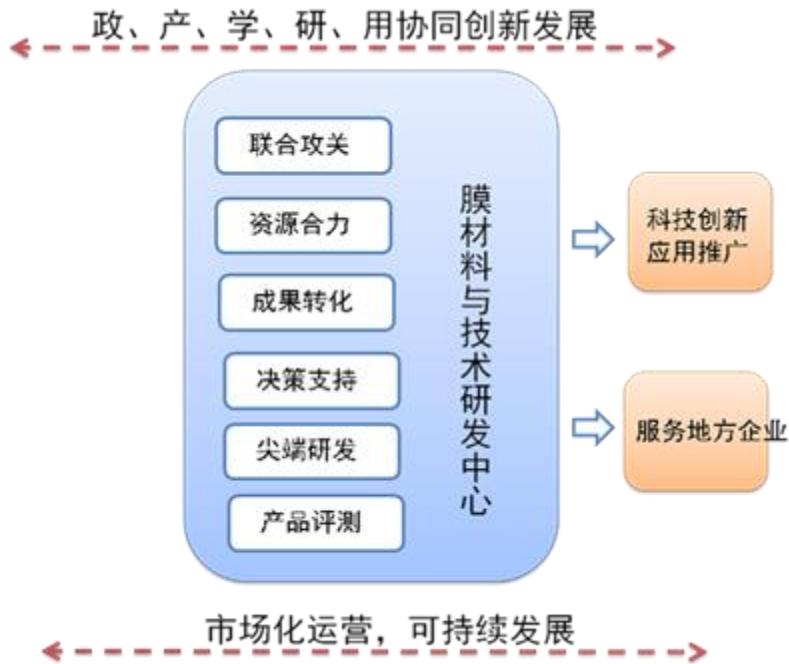 政、产、学、研、用协同创新发展
联合攻关
资源合力
成果转化
决策支持
尖端研发
产品评测
膜材料与技术研发中心
科技创新
应用推广
服务地方企业
市场化运营，可持续发展